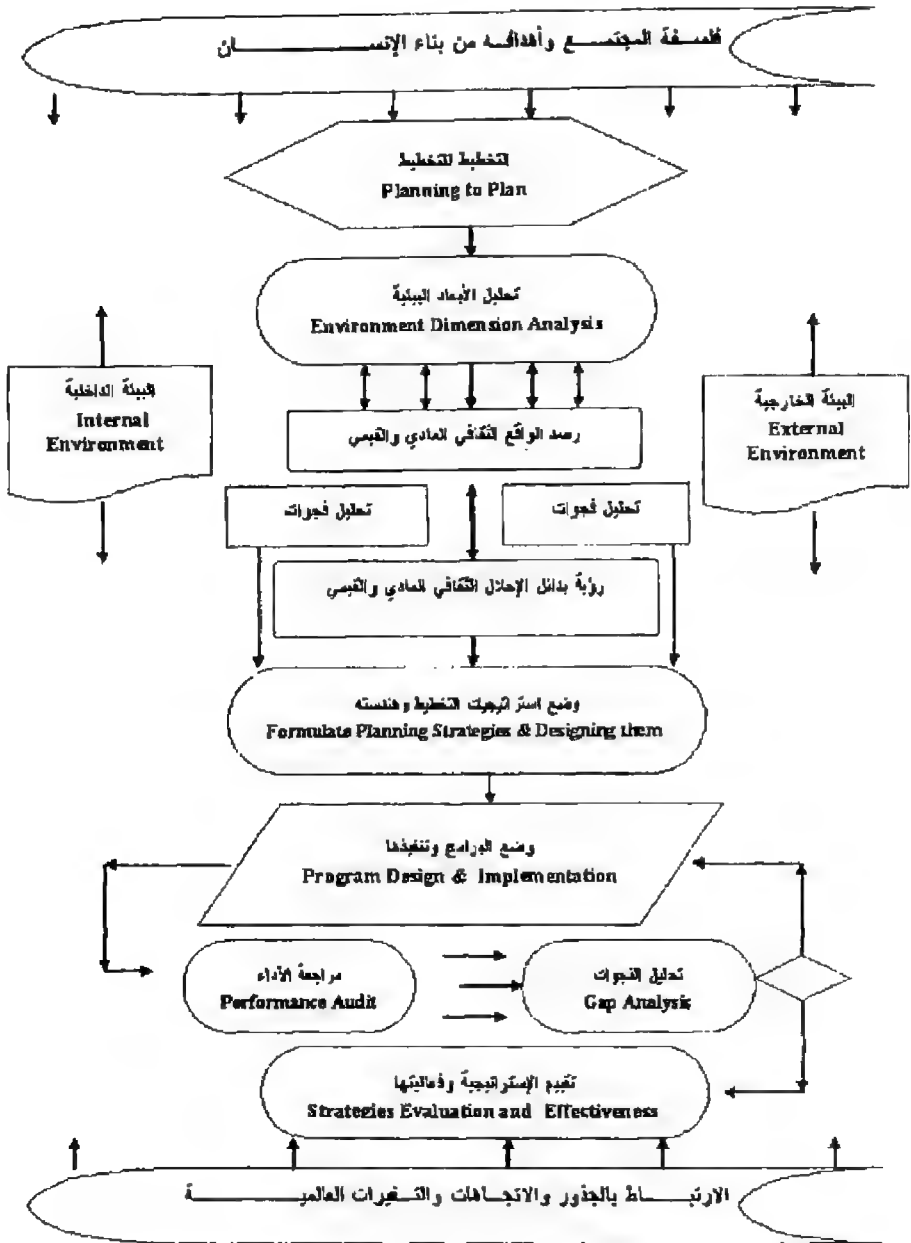 فلسفة المجتمع وأهدافه من بناء الإنسان
التخطيط للتخطيط
Planning to Plan
تحليل الأبعاد البيئية
Environment Dimension Analysis
البيئة الداخلية
Internal
Environment
البيئة الخارجية
External
Environment
رصد الواقع الثقافي المادي والقيمي
تحليل فجوات
تحليل فجوات
رؤية بدائل الإحلال الثقافي المادي والقيمي
وضع استراتيجيات التخطيط وهندسته
Formulate Planning Strategies & Designing them
وضع البرامج وتنفيذها
Program Design & Implementation
مراجعة الأداء
Performance Audit
تحليل الفجوات
Gap Analysis
تقييم الإستراتيجية وفعاليتها
Strategies Evaluation and Effectiveness
الارتباط بالجذور والاتجاهات والتغيرات العالمية